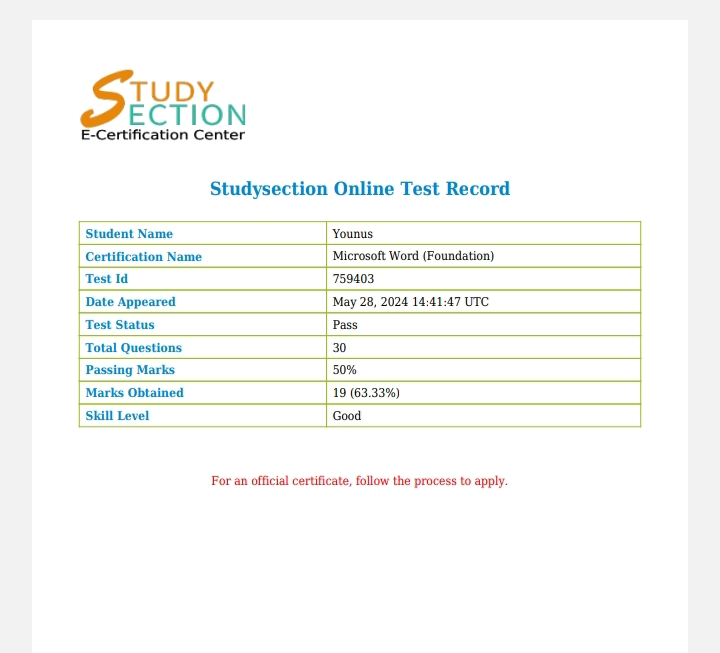 STUDY
SECTION
E-Certification Center
Studysection Online Test Record
Student Name Younus
Certification Name Microsoft Word (Foundation)
Test Id 759403
Date Appeared May 28, 2024 14:41:47 UTC
Test Status Pass
Total Questions 30
Passing Marks 50%
Marks Obtained 19 (63.33%)
Skill Level Good
For an official certificate, follow the process to apply.